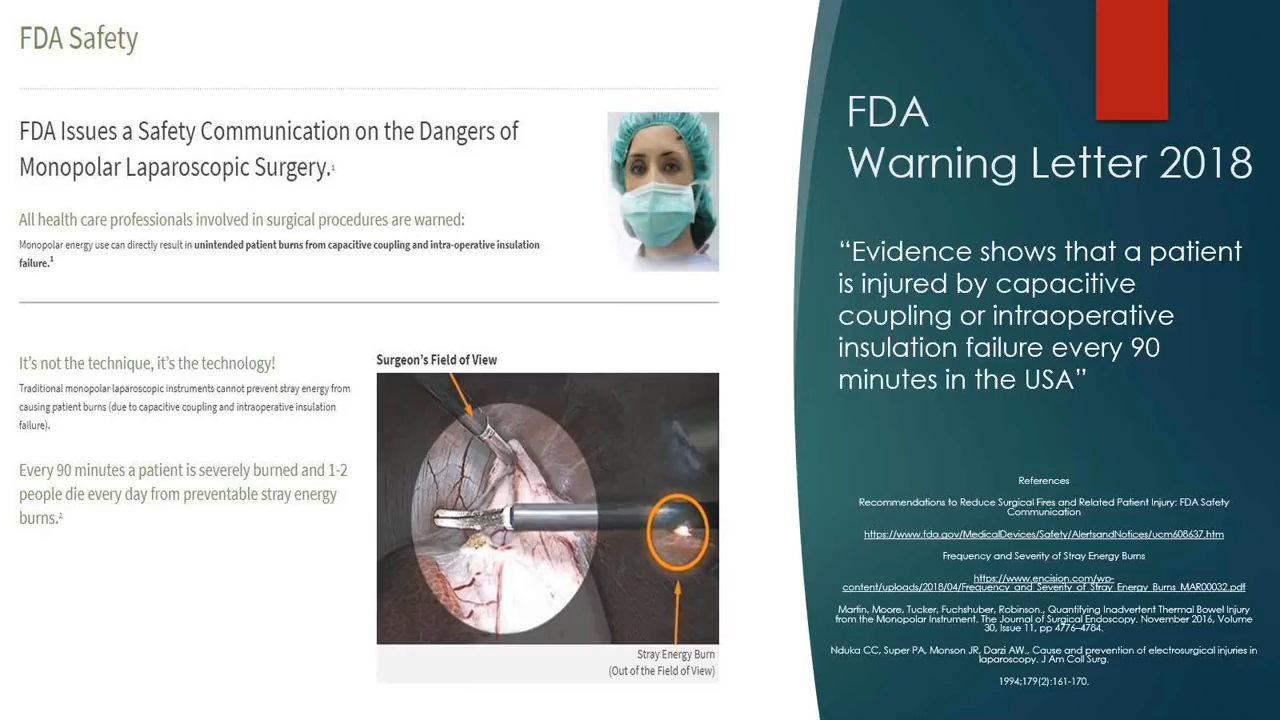 FDA Safety
FDA Issues a Safety Communication on the Dangers of
Monopolar Laparoscopic Surgery.1
All health care professionals involved in surgical procedures are warned:
Monopolar energy use can directly result in unintended patient burns from capacitive coupling and intra-operative insulation
failure.1
It's not the technique, it's the technology!
Traditional monopolar laparoscopic instruments cannot prevent stray energy from
causing patient burns (due to capacitive coupling and intraoperative insulation
failure).
Every 90 minutes a patient is severely burned and 1-2
people die every day from preventable stray energy
burns.2
Surgeon's Field of View
Stray Energy Burn
(Out of the Field of View)
FDA
Warning Letter 2018
“Evidence shows that a patient
is injured by capacitive
coupling or intraoperative
insulation failure every 90
minutes in the USA”
References
Recommendations to Reduce Surgical Fires and Related Patient Injury: FDA Safety
Communication
https://www.fda.gov/MedicalDevices/Safety/AlertsandNotices/ucm608637.htm
Frequency and Severity of Stray Energy Burns
https://www.encision.com/wp-
content/uploads/2018/04/Frequency_and_Severity_of_Stray_Energy_Burns_MAR00032.pdf
Martin, Moore, Tucker, Fuchshuber, Robinson., Quantifying Inadvertent Thermal Bowel Injury
from the Monopolar Instrument. The Journal of Surgical Endoscopy. November 2016, Volume
30, Issue 11, pp 4776–4784.
Nduka CC, Super PA, Monson JR, Darzi AW., Cause and prevention of electrosurgical injuries in
laparoscopy. J Am Coll Surg.
1994;179(2):161-170.